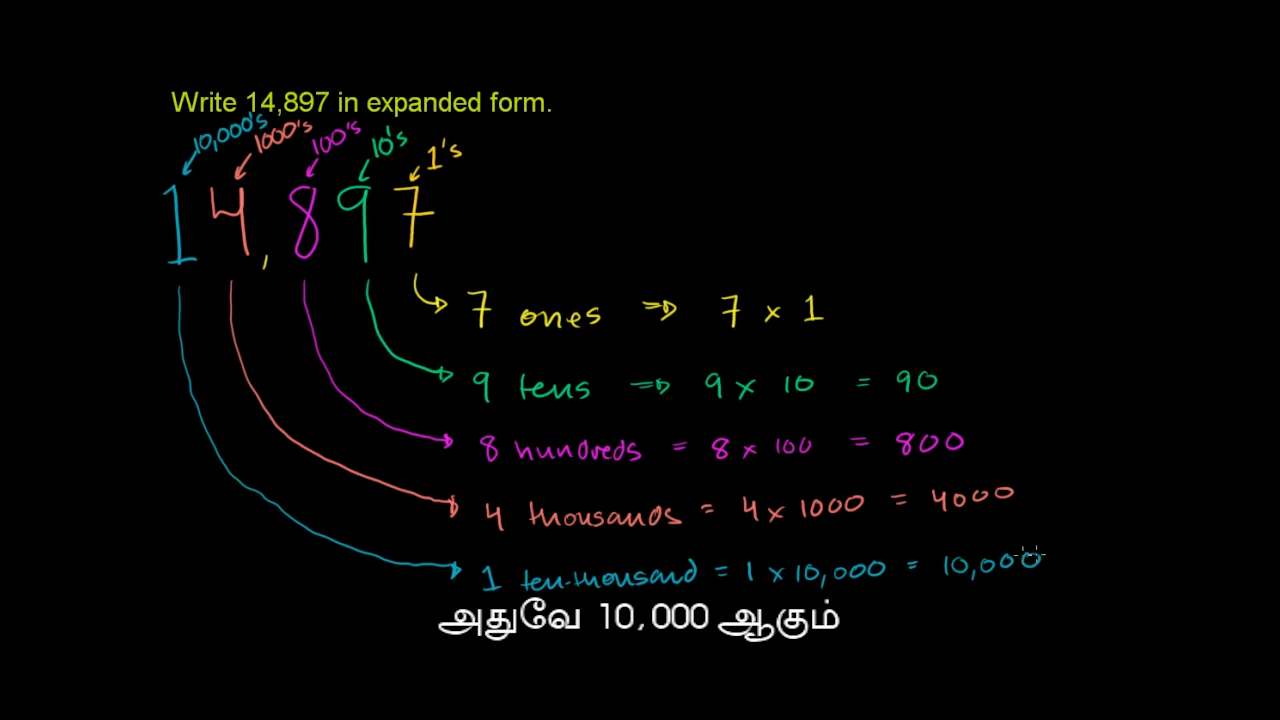 Write 14,897 in expanded form.
10,000's 1000's 100's 10's 1's
14,897
7 ones ⇒ 7 x 1
9 tens ⇒ 9 x 10 = 90
8 hundreds = 8 x 100 = 800
4 thousands = 4 x 1000 = 4000
1 ten-thousand = 1 x 10,000 = 10,000
அதுவே 10,000 ஆகும்